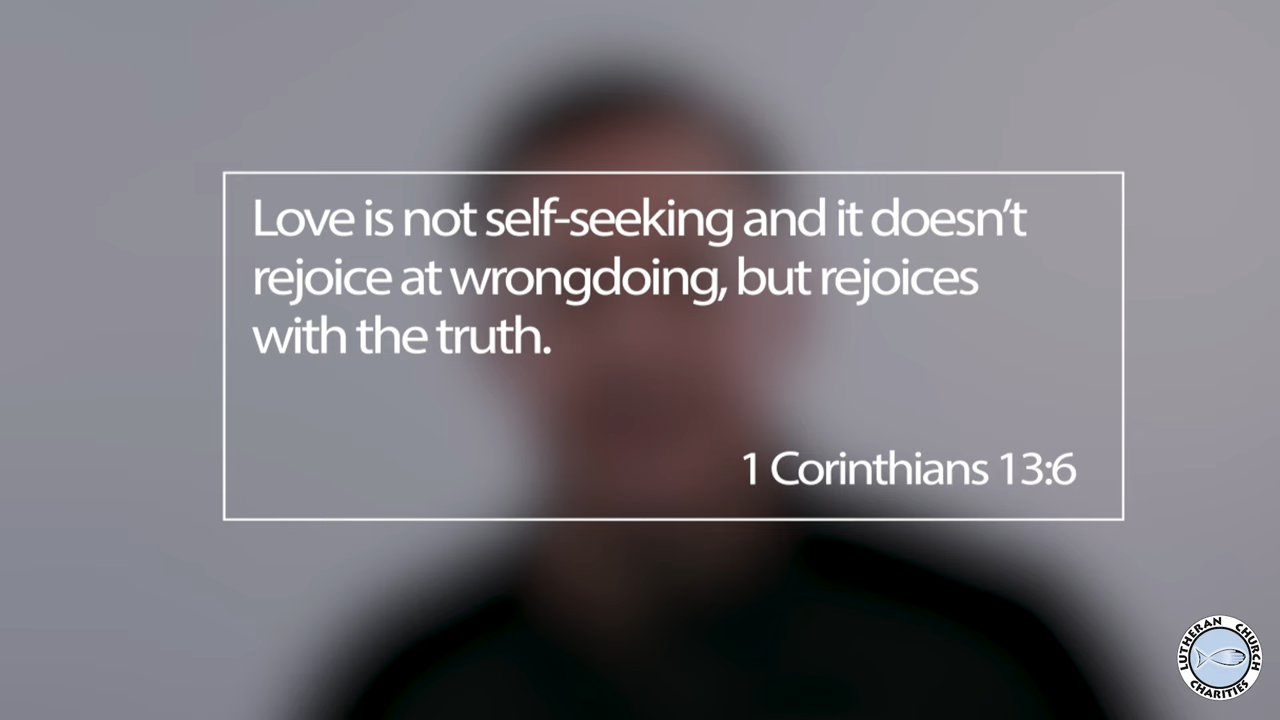 Love is not self-seeking and it doesn’t
rejoice at wrongdoing, but rejoices
with the truth.
1 Corinthians 13:6
LUTHERAN CHURCH
CHARITIES